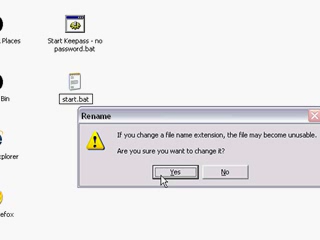 Places
Start Keepass - no
password.bat
Bin
start.bat
Rename
If you change a file name extension, the file may become unusable.
Are you sure you want to change it?
Yes
No
xplorer
efox